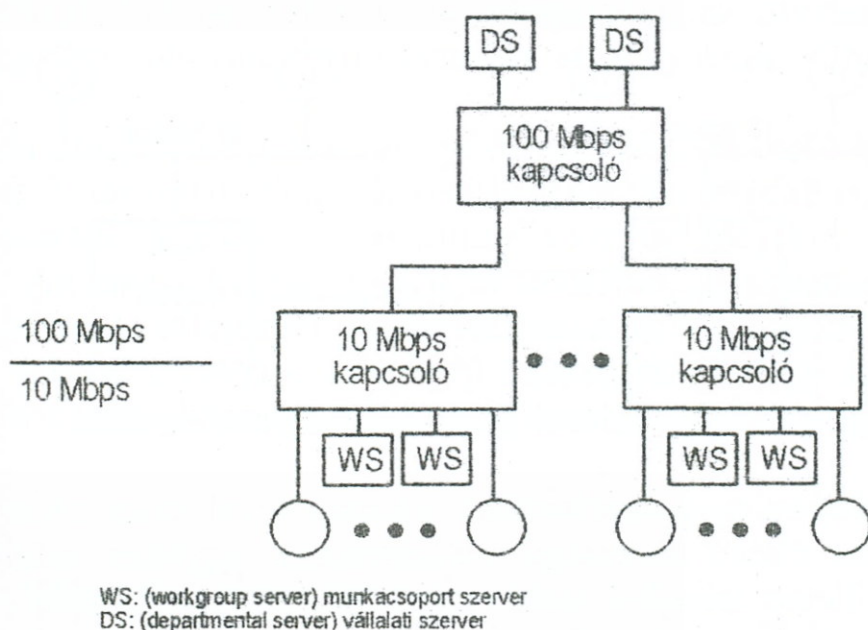 DS
DS
100 Mbps
kapcsoló
100 Mbps
10 Mbps
10 Mbps
kapcsoló
10 Mbps
kapcsoló
WS
WS
WS
WS
WS: (workgroup server) munkacsoport szerver
DS: (departmental server) vállalati szerver